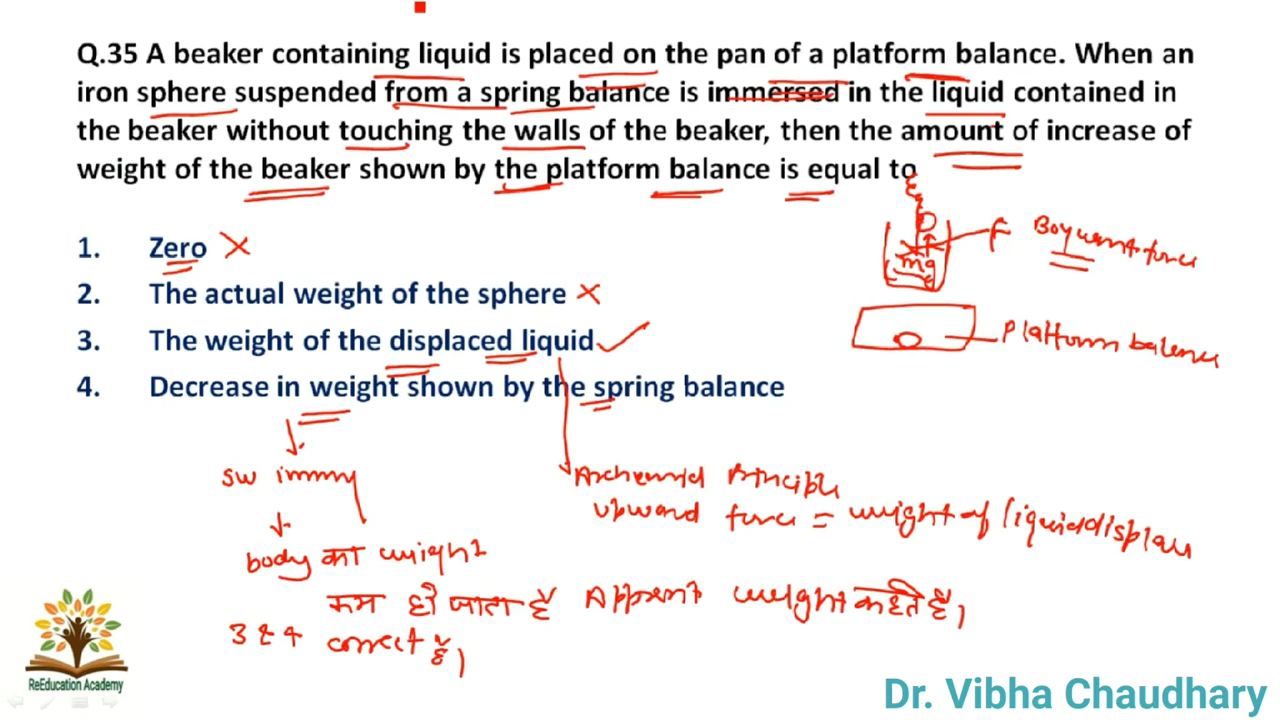 Q.35 A beaker containing liquid is placed on the pan of a platform balance. When an
iron sphere suspended from a spring balance is immersed in the liquid contained in
the beaker without touching the walls of the beaker, then the amount of increase of
weight of the beaker shown by the platform balance is equal to
1. Zero
2. The actual weight of the sphere
3. The weight of the displaced liquid
4. Decrease in weight shown by the spring balance
F Boyuent force
mg
Platform balance
sw immg
Archemid Principle
upward force = weight of liquid displace
body का weight
कम हो जाता है Apparent weight कहते हैं।
3 व 4 correct है।
ReEducation Academy
Dr. Vibha Chaudhary